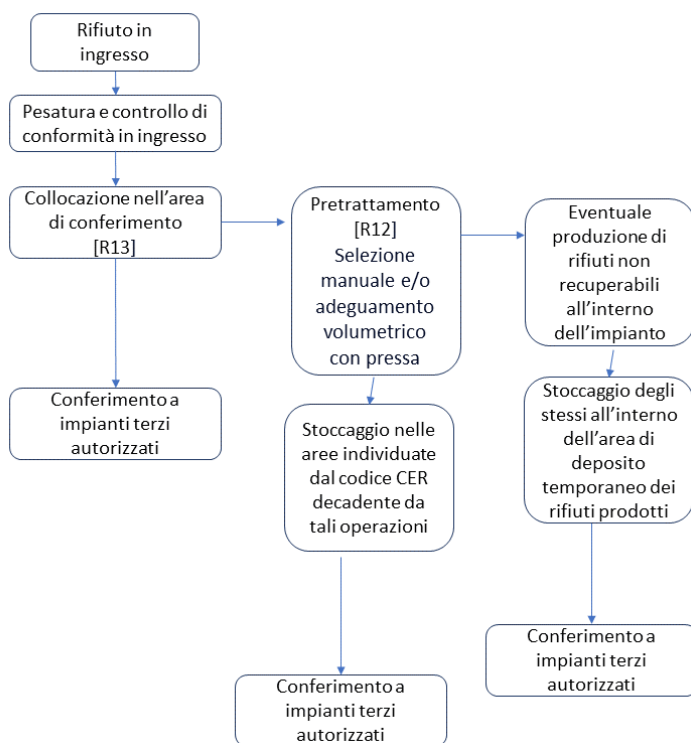 Rifiuto in
ingresso
Pesatura e controllo di
conformità in ingresso
Collocazione nell'area
di conferimento
[R13]
Conferimento a
impianti terzi
autorizzati
Pretrattamento
[R12]
Selezione
manuale e/o
adeguamento
volumetrico
con pressa
Stoccaggio nelle
aree individuate
dal codice CER
decadente da
tali operazioni
Conferimento a
impianti terzi
autorizzati
Eventuale
produzione di
rifiuti non
recuperabili
all'interno
dell'impianto
Stoccaggio degli
stessi all'interno
dell'area di
deposito
temporaneo dei
rifiuti prodotti
Conferimento a
impianti terzi
autorizzati